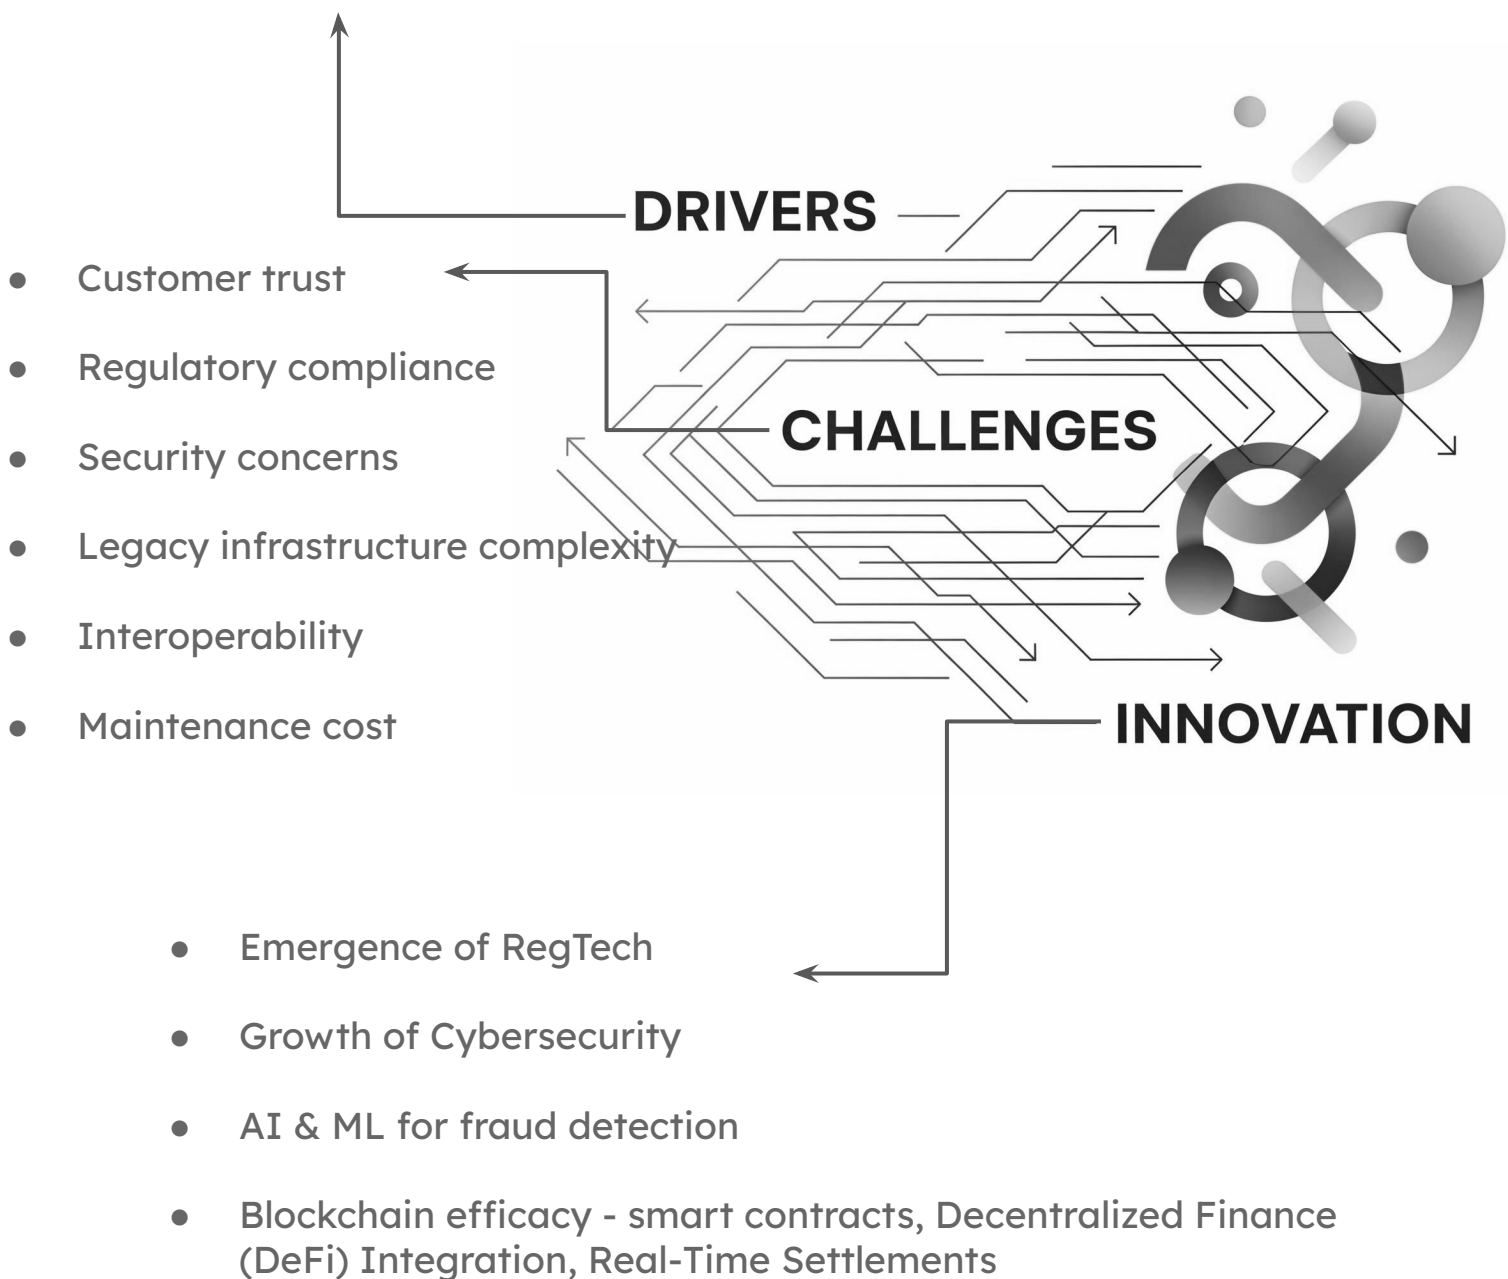 DRIVERS
● Customer trust
● Regulatory compliance
CHALLENGES
● Security concerns
● Legacy infrastructure complexity
● Interoperability
● Maintenance cost
INNOVATION
● Emergence of RegTech
● Growth of Cybersecurity
● AI & ML for fraud detection
● Blockchain efficacy - smart contracts, Decentralized Finance
(DeFi) Integration, Real-Time Settlements